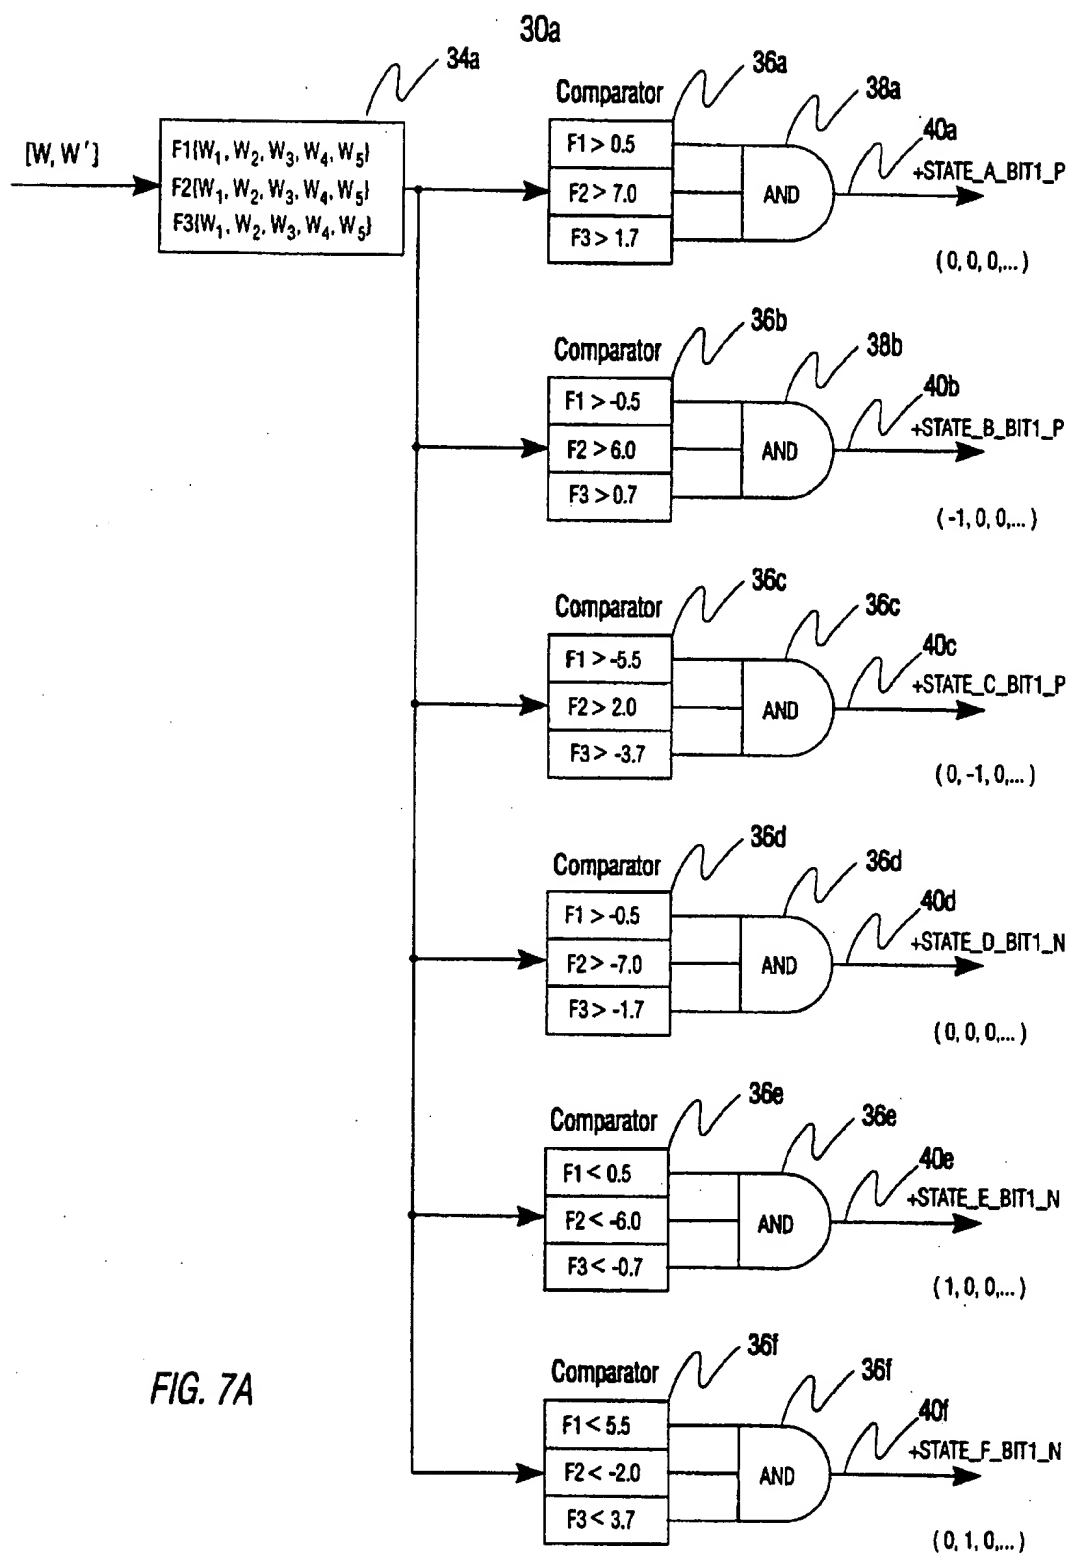 30a
34a
[W, W']
F1{W1, W2, W3, W4, W5}
F2{W1, W2, W3, W4, W5}
F3{W1, W2, W3, W4, W5}
Comparator
36a
F1 > 0.5
F2 > 7.0
F3 > 1.7
38a
AND
40a
+STATE_A_BIT1_P
( 0, 0, 0,... )
Comparator
36b
F1 > -0.5
F2 > 6.0
F3 > 0.7
38b
AND
40b
+STATE_B_BIT1_P
( -1, 0, 0,... )
Comparator
36c
F1 > -5.5
F2 > 2.0
F3 > -3.7
36c
AND
40c
+STATE_C_BIT1_P
( 0, -1, 0,... )
Comparator
36d
F1 > -0.5
F2 > -7.0
F3 > -1.7
36d
AND
40d
+STATE_D_BIT1_N
( 0, 0, 0,... )
Comparator
36e
F1 < 0.5
F2 < -6.0
F3 < -0.7
36e
AND
40e
+STATE_E_BIT1_N
( 1, 0, 0,... )
Comparator
36f
F1 < 5.5
F2 < -2.0
F3 < 3.7
36f
AND
40f
+STATE_F_BIT1_N
( 0, 1, 0,... )
FIG. 7A